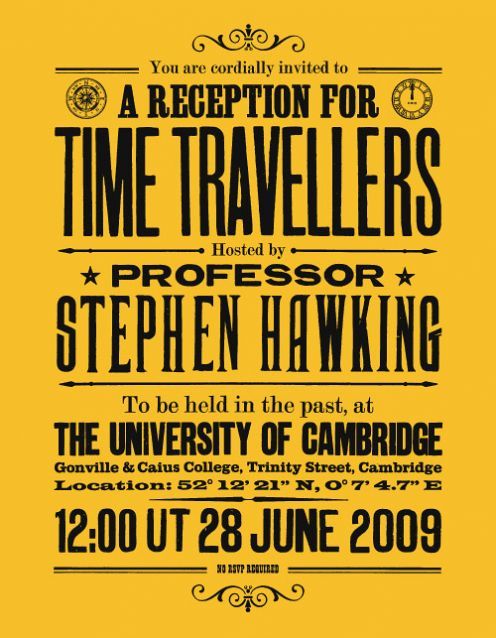 You are cordially invited to
A RECEPTION FOR
TIME TRAVELLERS
Hosted by
PROFESSOR
STEPHEN HAWKING
To be held in the past, at
THE UNIVERSITY OF CAMBRIDGE
Gonville & Caius College, Trinity Street, Cambridge
Location: 52° 12' 21" N, 0° 7' 4.7" E
12:00 UT 28 JUNE 2009
NO RSVP REQUIRED